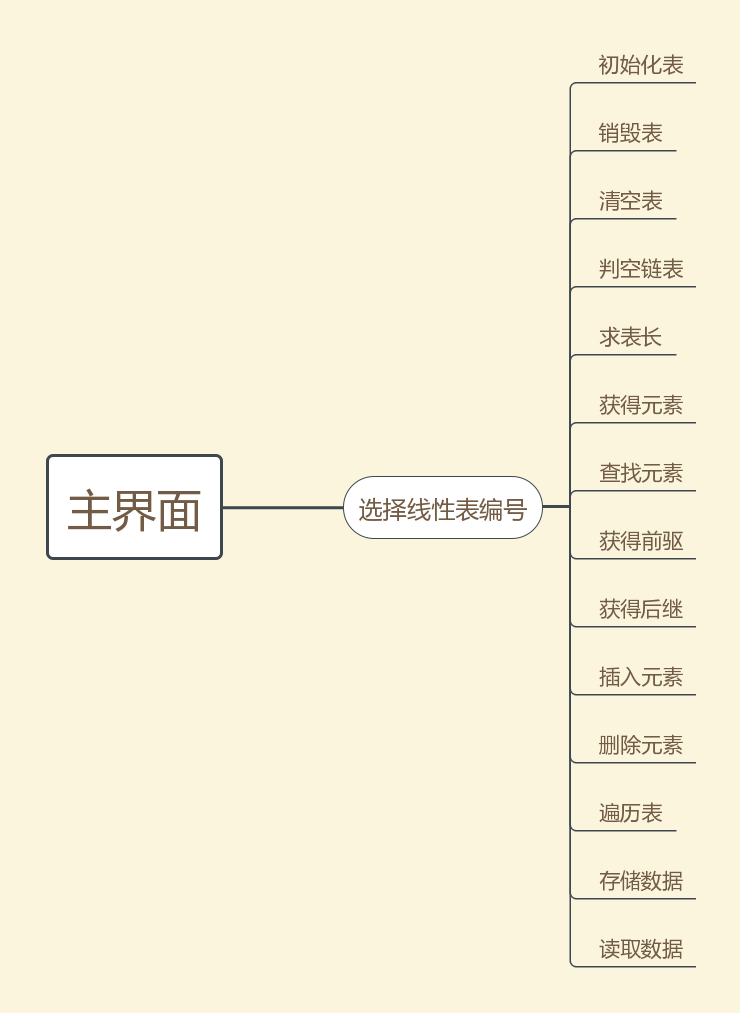 主界面
选择线性表编号
初始化表
销毁表
清空表
判空链表
求表长
获得元素
查找元素
获得前驱
获得后继
插入元素
删除元素
遍历表
存储数据
读取数据